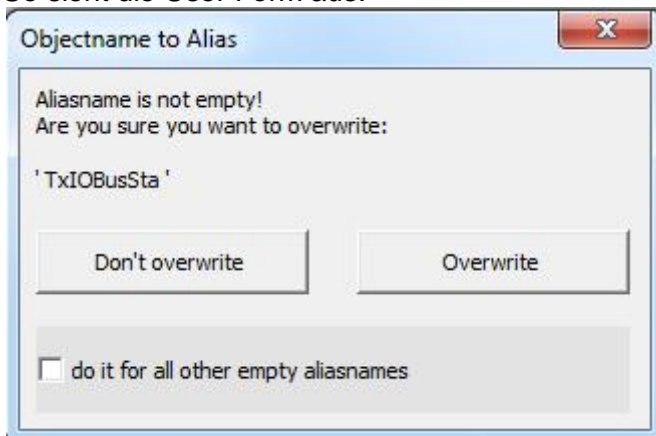 Objectname to Alias
Aliasname is not empty!
Are you sure you want to overwrite:
' TxIOBusSta '
Don't overwrite
Overwrite
do it for all other empty aliasnames